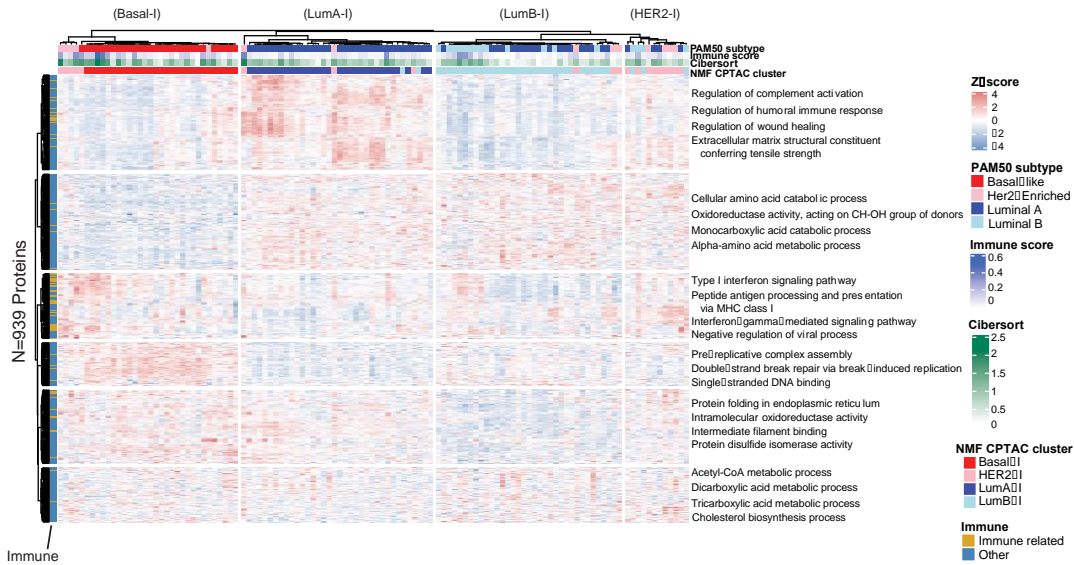 (Basal-I) (LumA-I) (LumB-I) (HER2-I)
PAM50 subtype
Immune score
Cibersort
NMF CPTAC cluster
Regulation of complement activation
Regulation of humoral immune response
Regulation of wound healing
Extracellular matrix structural constituent
conferring tensile strength
Cellular amino acid catabolic process
Oxidoreductase activity, acting on CH-OH group of donors
Monocarboxylic acid catabolic process
Alpha-amino acid metabolic process
Type I interferon signaling pathway
Peptide antigen processing and presentation
via MHC class I
Interferon▯gamma▯mediated signaling pathway
Negative regulation of viral process
Pre▯replicative complex assembly
Double▯strand break repair via break▯induced replication
Single▯stranded DNA binding
Protein folding in endoplasmic reticulum
Intramolecular oxidoreductase activity
Intermediate filament binding
Protein disulfide isomerase activity
Acetyl-CoA metabolic process
Dicarboxylic acid metabolic process
Tricarboxylic acid metabolic process
Cholesterol biosynthesis process
N=939 Proteins
Immune
Z▯score
4
2
0
▯2
▯4
PAM50 subtype
Basal▯like
Her2▯Enriched
Luminal A
Luminal B
Immune score
0.6
0.4
0.2
0
Cibersort
2.5
2
1.5
1
0.5
0
NMF CPTAC cluster
Basal▯I
HER2▯I
LumA▯I
LumB▯I
Immune
Immune related
Other